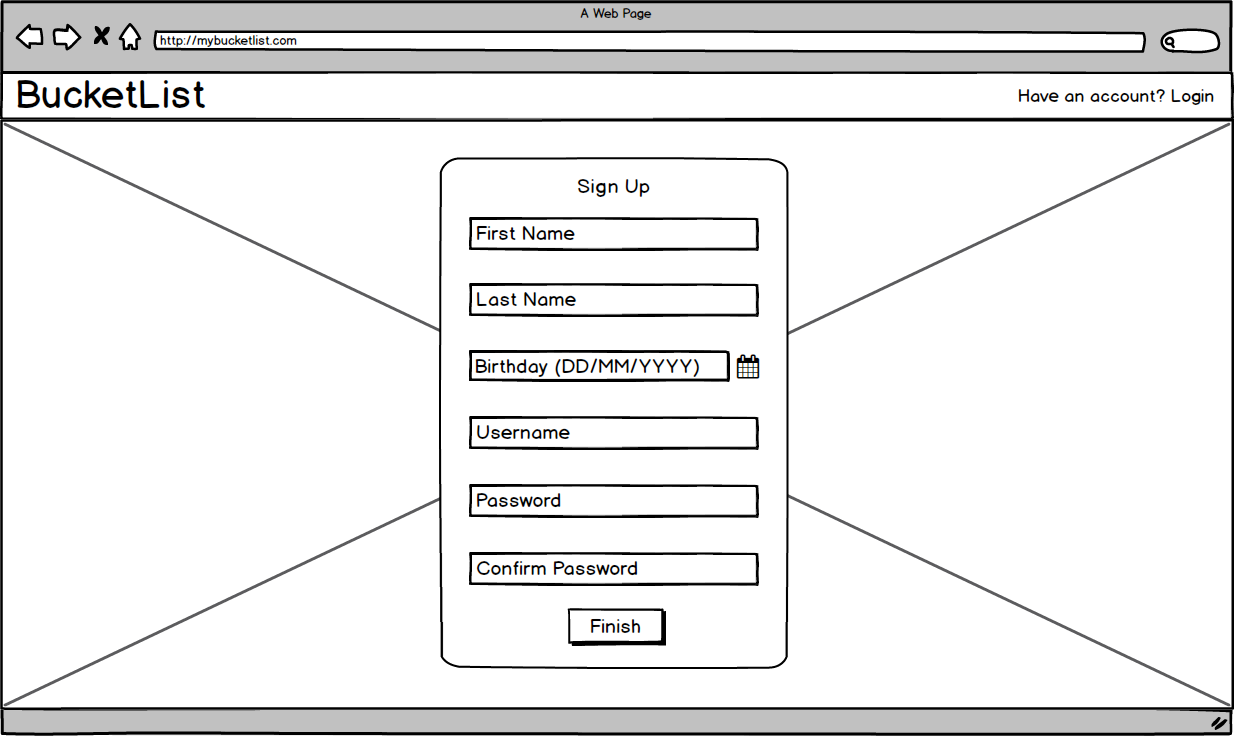 A Web Page
http://mybucketlist.com
BucketList
Have an account? Login
Sign Up
First Name
Last Name
Birthday (DD/MM/YYYY)
Username
Password
Confirm Password
Finish